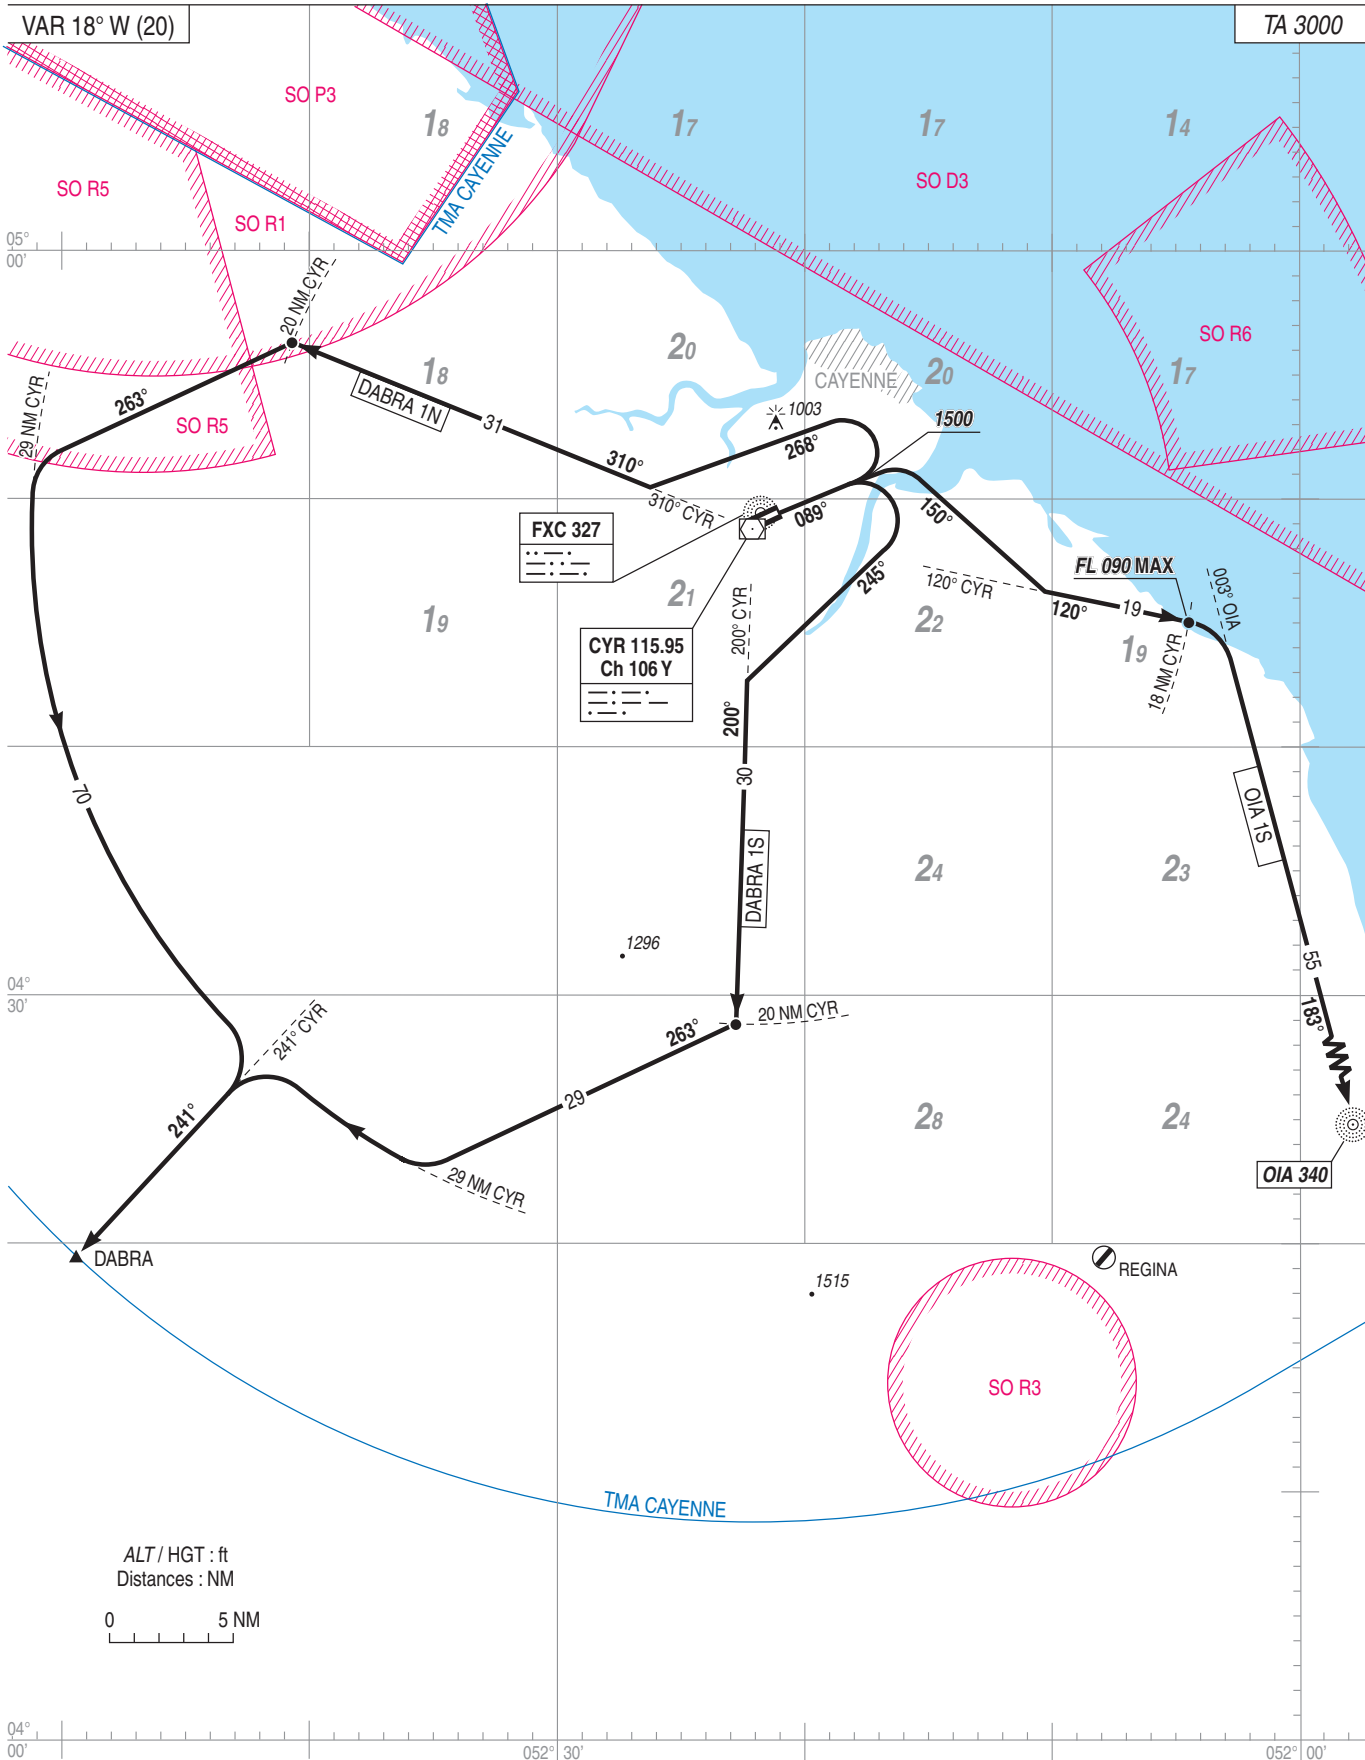 VAR 18° W (20)
TA 3000
SO P3
18
17
17
14
TMA CAYENNE
SO R5
SO D3
SO R1
05°
00'
20 NM CYR
SO R6
20
18
20
17
CAYENNE
29 NM CYR
263°
DABRA 1N
31
1003
1500
SO R5
268°
310°
310° CYR
089°
150°
FXC 327
FL 090 MAX
003° OIA
245°
120° CYR
120°
19
21
19
22
200° CYR
CYR 115.95
Ch 106 Y
19
18 NM CYR
200°
30
70
OIA 1S
DABRA 1S
24
23
1296
55
04°
30'
183°
20 NM CYR
263°
241° CYR
29
241°
28
24
29 NM CYR
OIA 340
DABRA
REGINA
1515
SO R3
TMA CAYENNE
ALT / HGT : ft
Distances : NM
0 5 NM
04°
00'
052° 30'
052° 00'